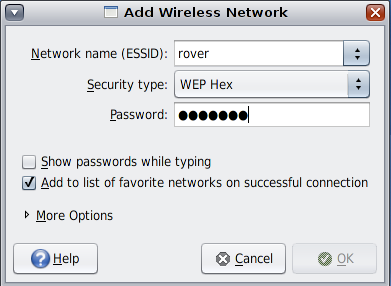 Add Wireless Network
Network name (ESSID): rover
Security type: WEP Hex
Password: ●●●●●●●
Show passwords while typing
Add to list of favorite networks on successful connection
More Options
Help Cancel OK